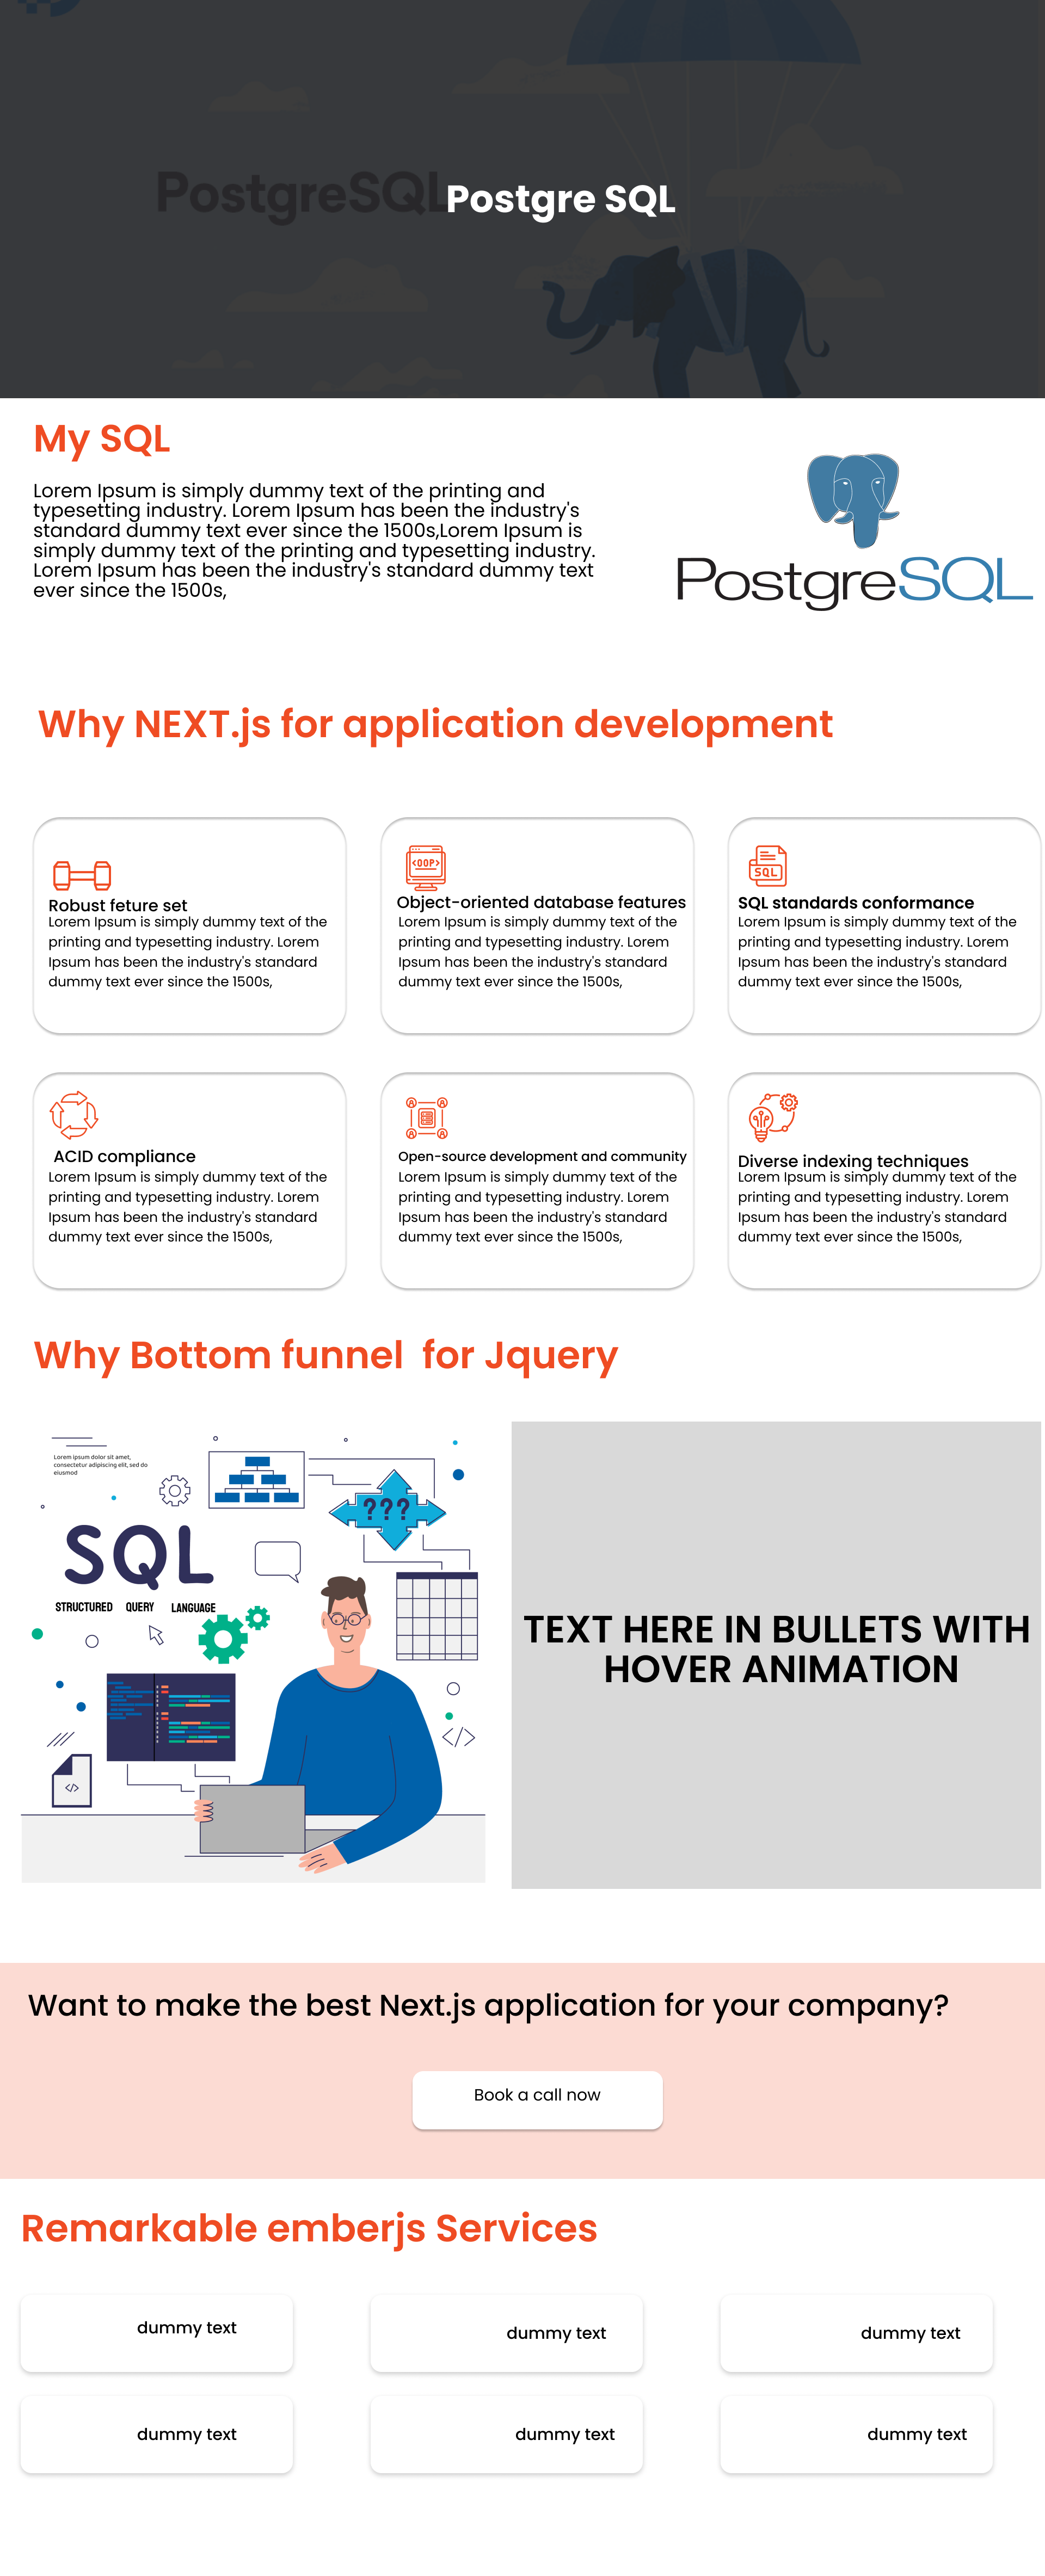 PostgreSQL
Postgre SQL
My SQL
Lorem Ipsum is simply dummy text of the printing and
typesetting industry. Lorem Ipsum has been the industry's
standard dummy text ever since the 1500s,Lorem Ipsum is
simply dummy text of the printing and typesetting industry.
Lorem Ipsum has been the industry's standard dummy text
ever since the 1500s,
PostgreSQL
Why NEXT.js for application development
Robust feture set
Lorem Ipsum is simply dummy text of the
printing and typesetting industry. Lorem
Ipsum has been the industry's standard
dummy text ever since the 1500s,
<OOP>
Object-oriented database features
Lorem Ipsum is simply dummy text of the
printing and typesetting industry. Lorem
Ipsum has been the industry's standard
dummy text ever since the 1500s,
SQL
SQL standards conformance
Lorem Ipsum is simply dummy text of the
printing and typesetting industry. Lorem
Ipsum has been the industry's standard
dummy text ever since the 1500s,
ACID compliance
Lorem Ipsum is simply dummy text of the
printing and typesetting industry. Lorem
Ipsum has been the industry's standard
dummy text ever since the 1500s,
Open-source development and community
Lorem Ipsum is simply dummy text of the
printing and typesetting industry. Lorem
Ipsum has been the industry's standard
dummy text ever since the 1500s,
Diverse indexing techniques
Lorem Ipsum is simply dummy text of the
printing and typesetting industry. Lorem
Ipsum has been the industry's standard
dummy text ever since the 1500s,
Why Bottom funnel  for Jquery
Lorem ipsum dolor sit amet,
consectetur adipiscing elit, sed do
eiusmod
???
SQL
STRUCTURED QUERY LANGUAGE
</>
</>
TEXT HERE IN BULLETS WITH
HOVER ANIMATION
Want to make the best Next.js application for your company?
Book a call now
Remarkable emberjs Services
dummy text
dummy text
dummy text
dummy text
dummy text
dummy text